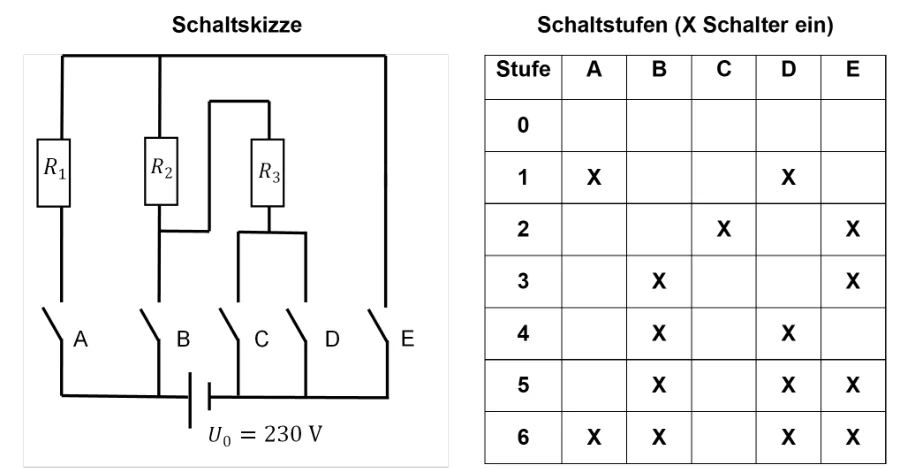 Schaltskizze
R₁
R₂
R₃
A
B
C
D
E
U₀ = 230 V
Schaltstufen (X Schalter ein)
Stufe A B C D E
0
1 X X
2 X X
3 X X
4 X X
5 X X X
6 X X X X